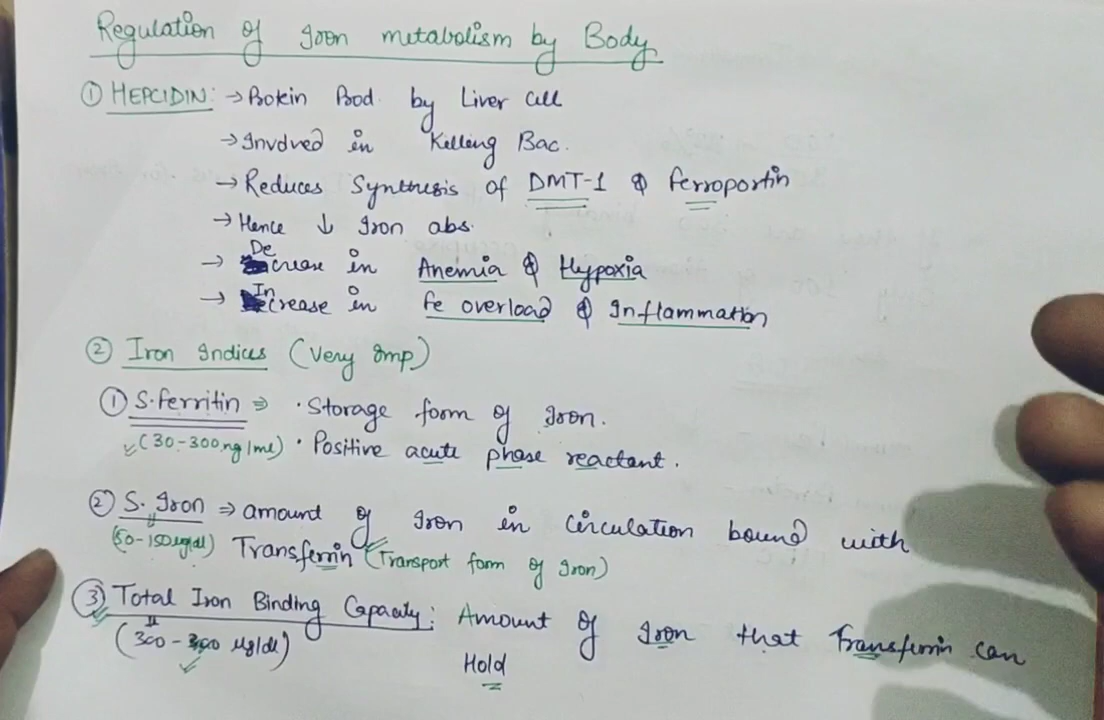 Regulation of Iron metabolism by Body
① HEPCIDIN: → Protein Prod. by Liver Cell
→ Involved in Killing Bac.
→ Reduces Synthesis of DMT-1 & Ferroportin
→ Hence ↓ Iron abs.
→ Decrease in Anemia & Hypoxia
→ Increase in Fe overload & Inflammation
② Iron Indices (Very Imp)
① S. Ferritin ⇒ • Storage form of Iron.
(30-300 ng/ml) • Positive acute phase reactant.
② S. Iron ⇒ amount of Iron in Circulation bound with
(50-150 µg/dl) Transferrin (Transport form of Iron)
③ Total Iron Binding Capacity: Amount of Iron that Transferrin can
(300 - µg/dl) Hold